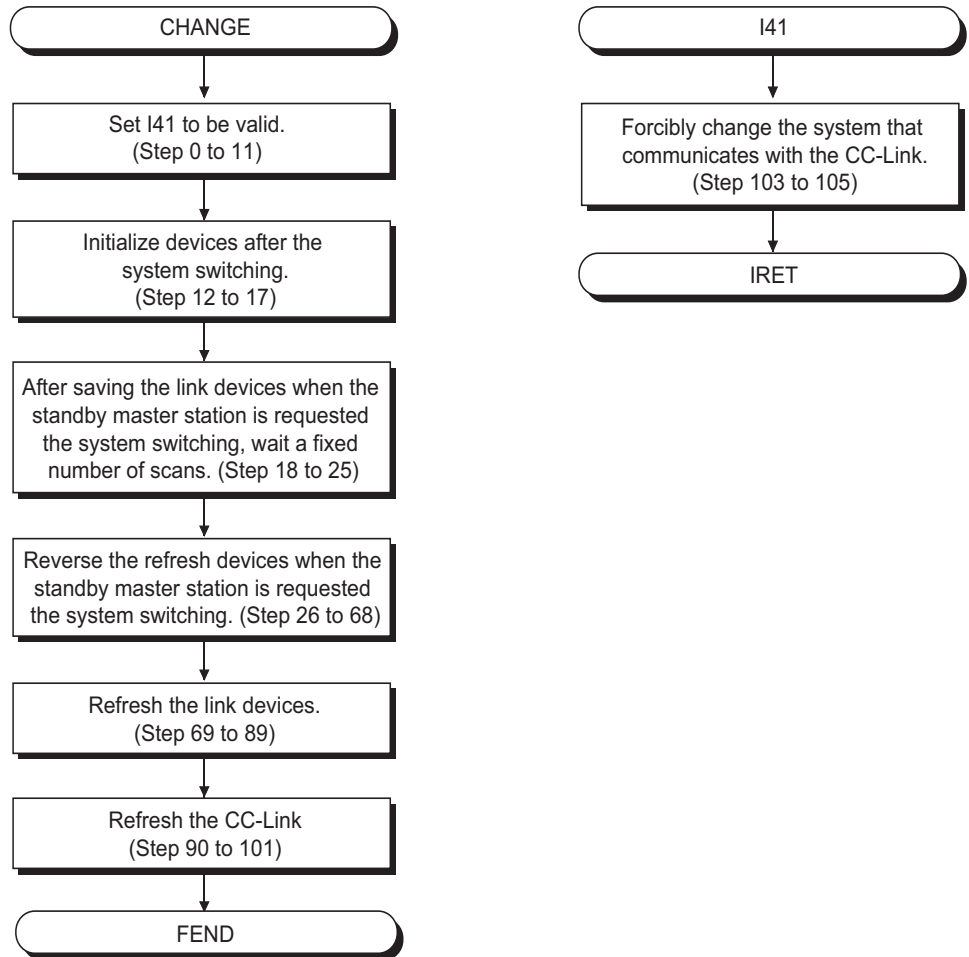 CHANGE
Set I41 to be valid.
(Step 0 to 11)
Initialize devices after the
system switching.
(Step 12 to 17)
After saving the link devices when the
standby master station is requested
the system switching, wait a fixed
number of scans. (Step 18 to 25)
Reverse the refresh devices when the
standby master station is requested
the system switching. (Step 26 to 68)
Refresh the link devices.
(Step 69 to 89)
Refresh the CC-Link
(Step 90 to 101)
FEND
I41
Forcibly change the system that
communicates with the CC-Link.
(Step 103 to 105)
IRET